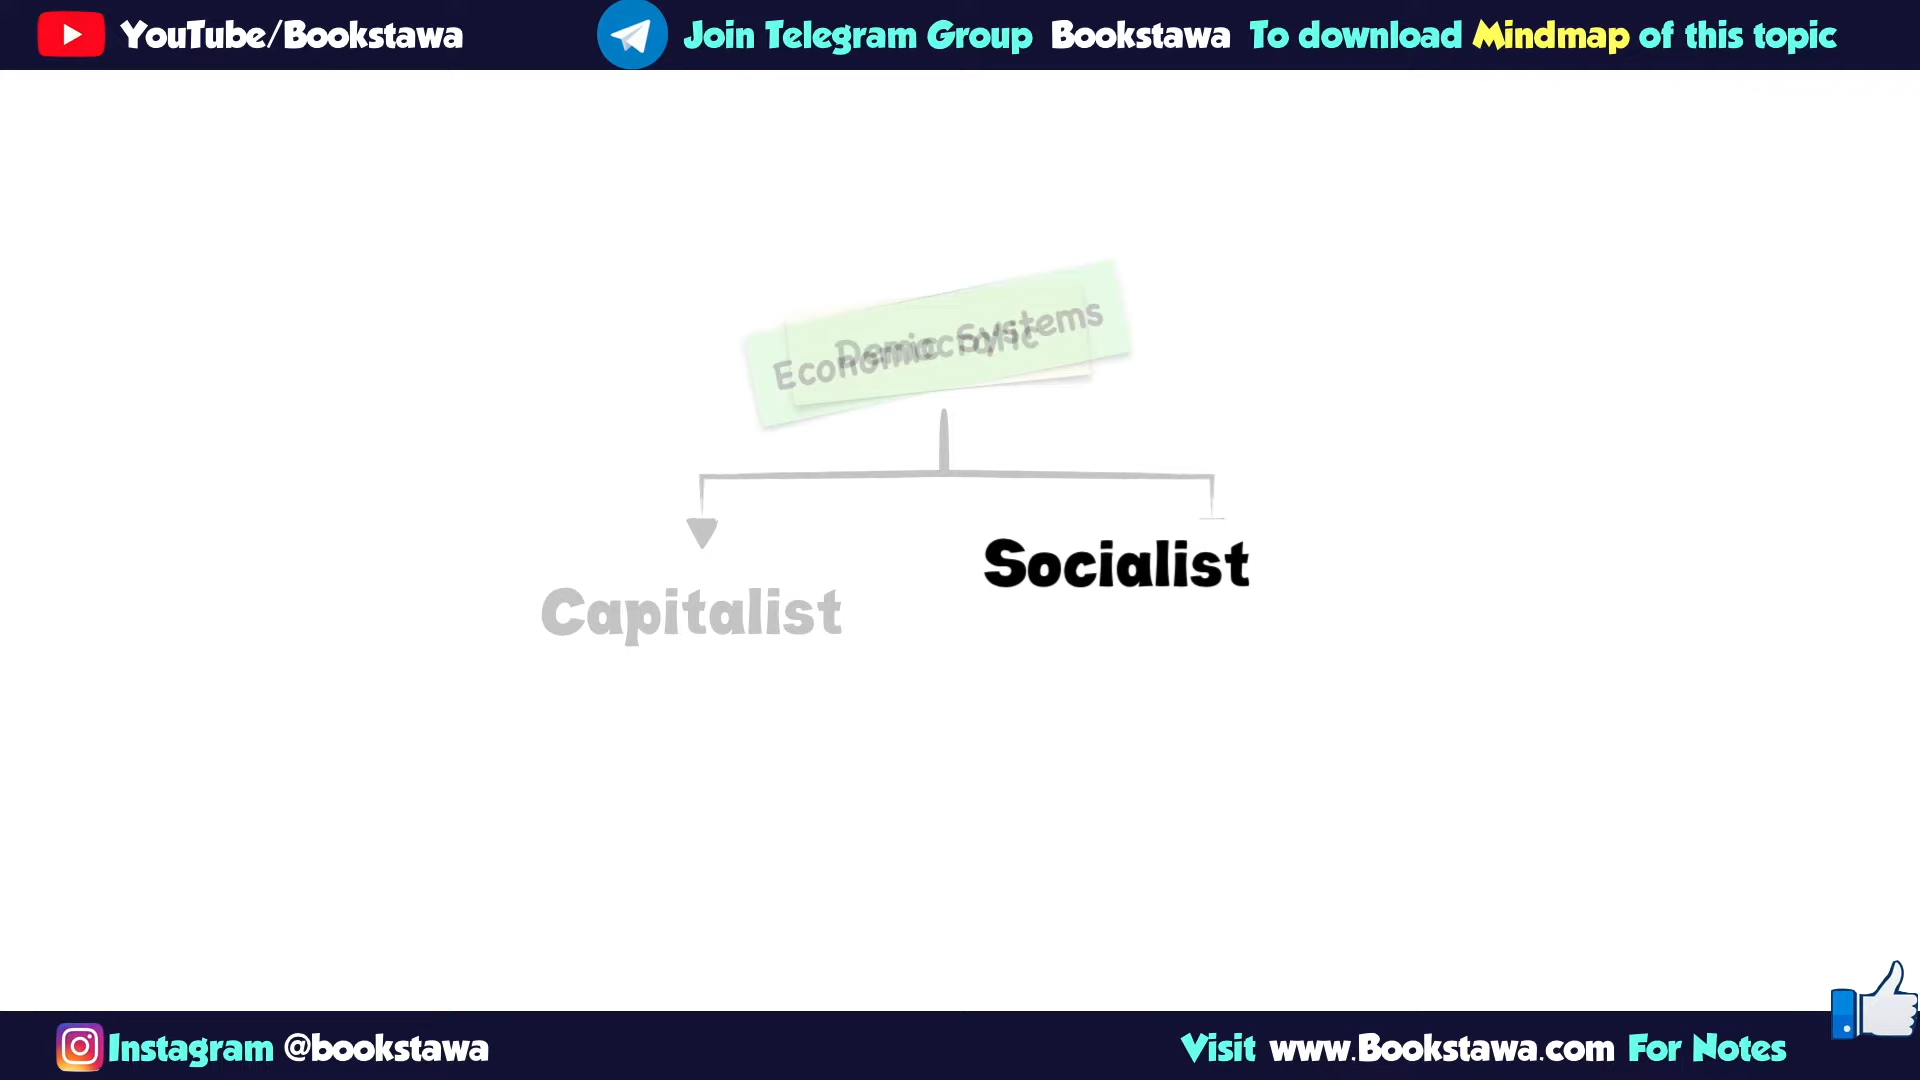 YouTube/Bookstawa
Join Telegram Group Bookstawa To download Mindmap of this topic
Economic Systems
Democratic
Capitalist
Socialist
Instagram @bookstawa
Visit www.Bookstawa.com For Notes